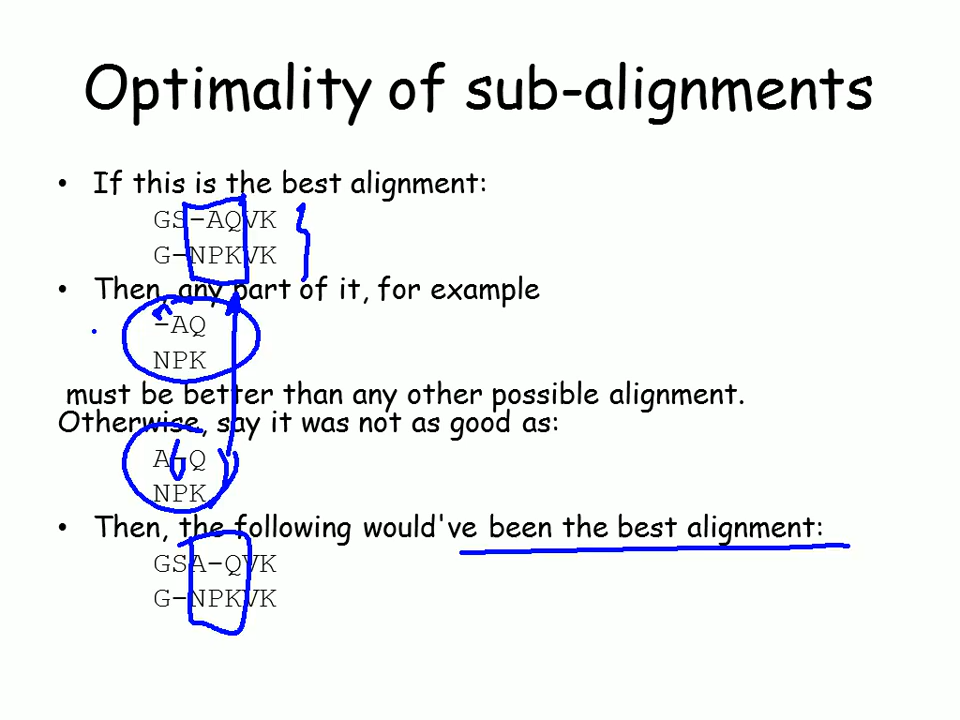 Optimality of sub-alignments
• If this is the best alignment:
GS-AQVK
G-NPKVK
• Then, any part of it, for example
-AQ
NPK
must be better than any other possible alignment.
Otherwise, say it was not as good as:
A-Q
NPK
• Then, the following would've been the best alignment:
GSA-QVK
G-NPKVK